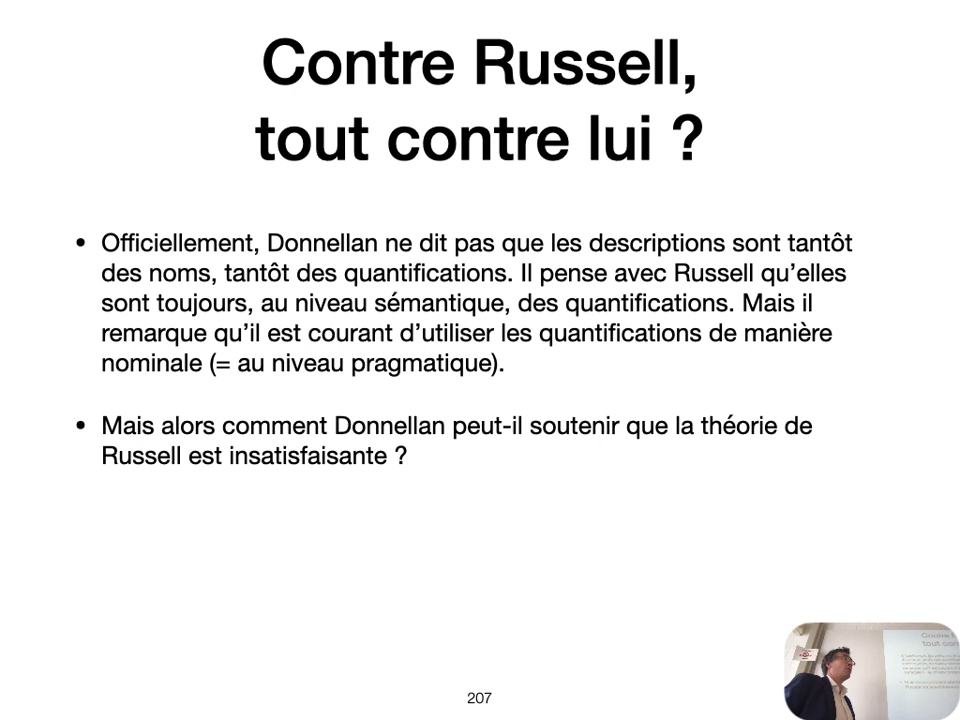 Contre Russell,
tout contre lui ?
• Officiellement, Donnellan ne dit pas que les descriptions sont tantôt
des noms, tantôt des quantifications. Il pense avec Russell qu’elles
sont toujours, au niveau sémantique, des quantifications. Mais il
remarque qu’il est courant d’utiliser les quantifications de manière
nominale (= au niveau pragmatique).
• Mais alors comment Donnellan peut-il soutenir que la théorie de
Russell est insatisfaisante ?
207